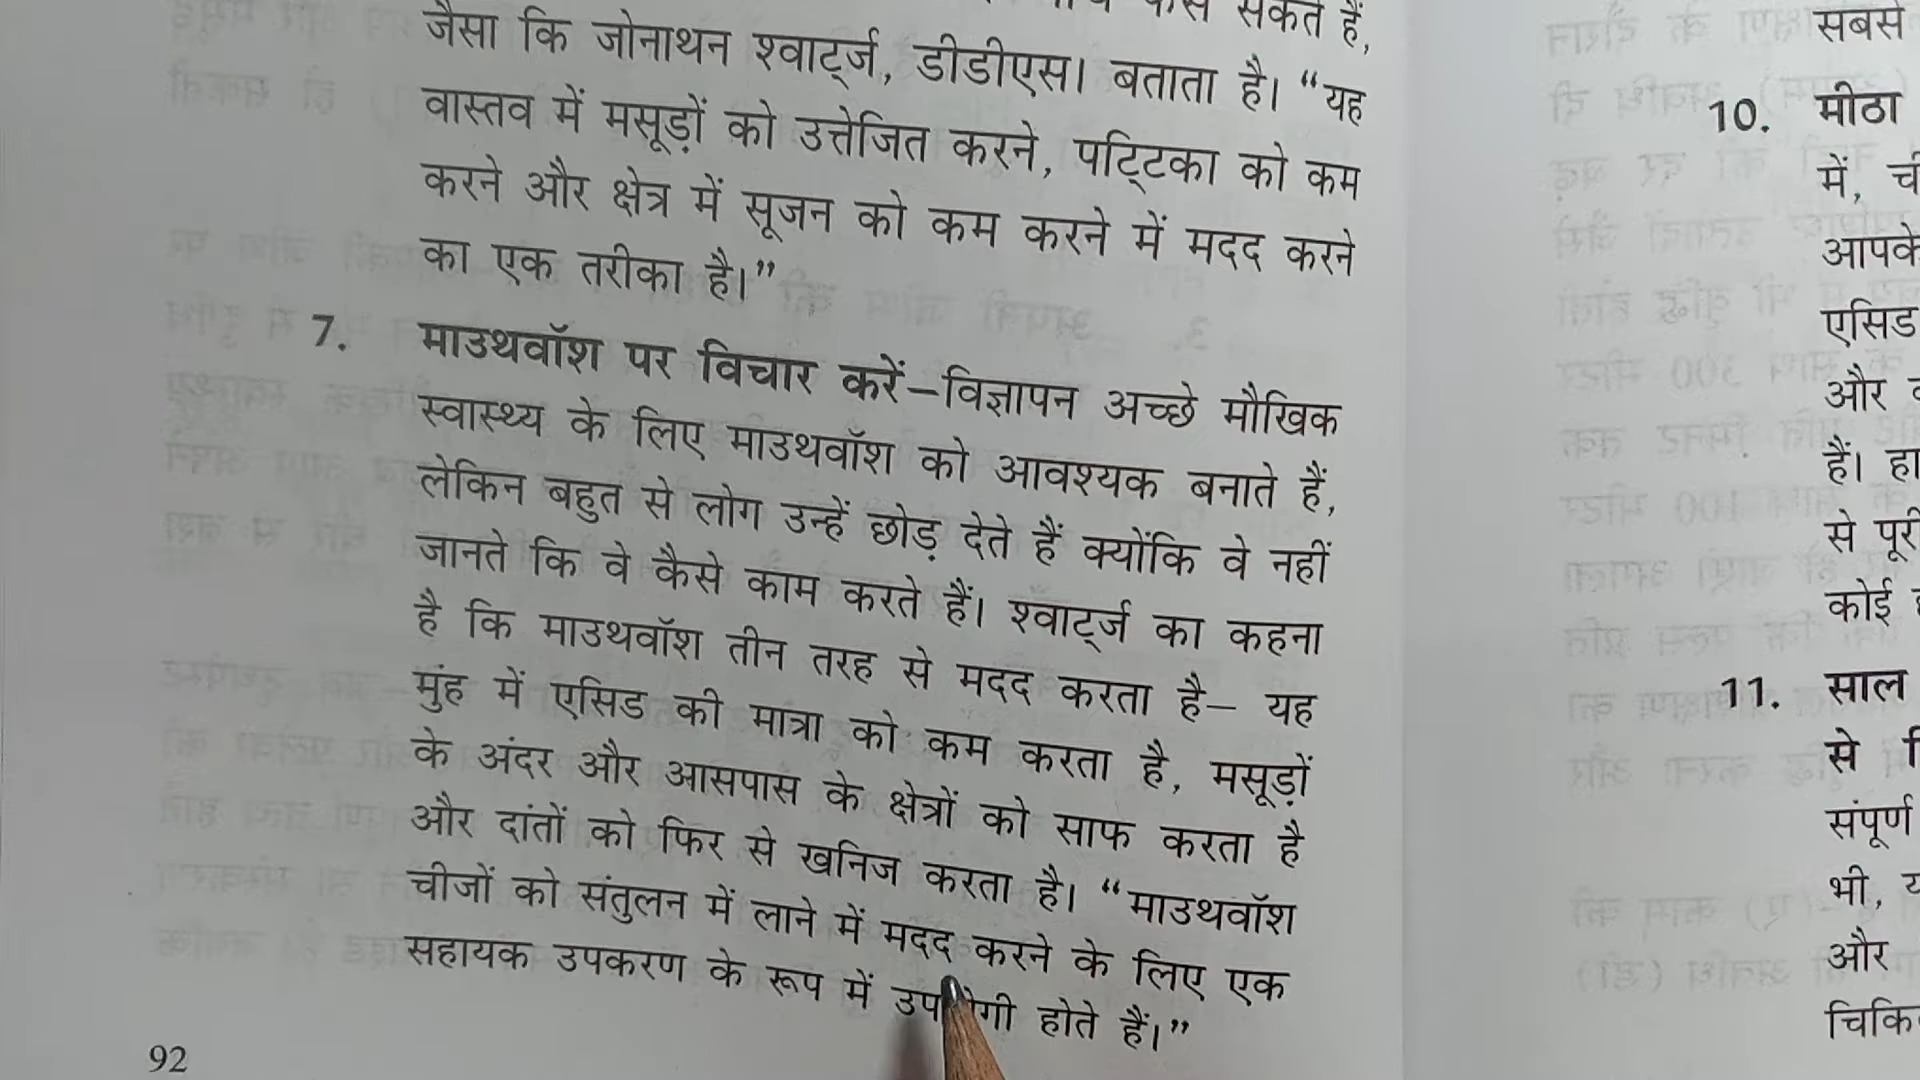 सकते हैं,
जैसा कि जोनाथन श्वार्ट्ज, डीडीएस। बताता है। “यह
वास्तव में मसूड़ों को उत्तेजित करने, पट्टिका को कम
करने और क्षेत्र में सूजन को कम करने में मदद करने
का एक तरीका है।”
7. माउथवॉश पर विचार करें–विज्ञापन अच्छे मौखिक
स्वास्थ्य के लिए माउथवॉश को आवश्यक बनाते हैं,
लेकिन बहुत से लोग उन्हें छोड़ देते हैं क्योंकि वे नहीं
जानते कि वे कैसे काम करते हैं। श्वार्ट्ज का कहना
है कि माउथवॉश तीन तरह से मदद करता है– यह
मुंह में एसिड की मात्रा को कम करता है, मसूड़ों
के अंदर और आसपास के क्षेत्रों को साफ करता है
और दांतों को फिर से खनिज करता है। “माउथवॉश
चीजों को संतुलन में लाने में मदद करने के लिए एक
सहायक उपकरण के रूप में होते हैं।”
92
सबसे
10. मीठा
में,
आपके
एसिड
और
हैं। हा
से पूरी
कोई
11. साल
से
संपूर्ण
भी,
और
चिकि